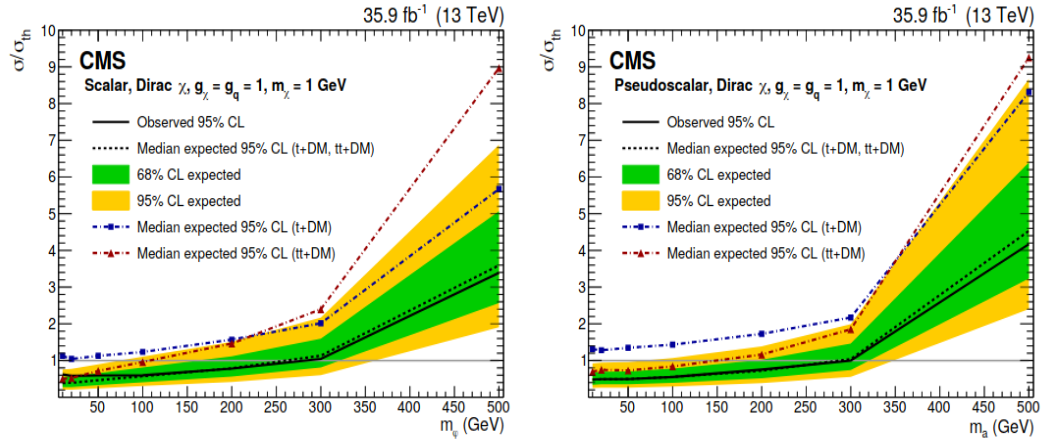 35.9 fb⁻¹ (13 TeV)
σ/σ_th
10
9
8
7
6
5
4
3
2
1
CMS
Scalar, Dirac χ, g_χ = g_q = 1, m_χ = 1 GeV
Observed 95% CL
Median expected 95% CL (t+DM, tt+DM)
68% CL expected
95% CL expected
Median expected 95% CL (t+DM)
Median expected 95% CL (tt+DM)
50 100 150 200 250 300 350 400 450 500
m_φ (GeV)
35.9 fb⁻¹ (13 TeV)
σ/σ_th
10
9
8
7
6
5
4
3
2
1
CMS
Pseudoscalar, Dirac χ, g_χ = g_q = 1, m_χ = 1 GeV
Observed 95% CL
Median expected 95% CL (t+DM, tt+DM)
68% CL expected
95% CL expected
Median expected 95% CL (t+DM)
Median expected 95% CL (tt+DM)
50 100 150 200 250 300 350 400 450 500
m_a (GeV)